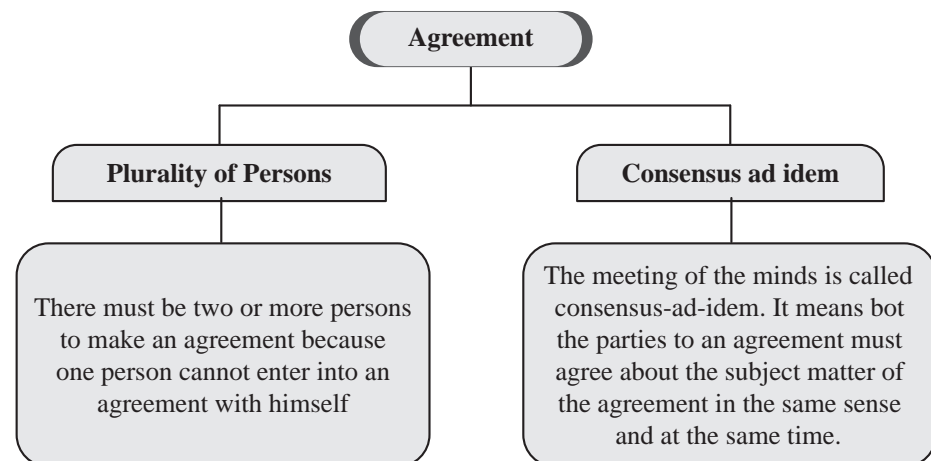 Agreement
Plurality of Persons
Consensus ad idem
There must be two or more persons
to make an agreement because
one person cannot enter into an
agreement with himself
The meeting of the minds is called
consensus-ad-idem. It means bot
the parties to an agreement must
agree about the subject matter of
the agreement in the same sense
and at the same time.